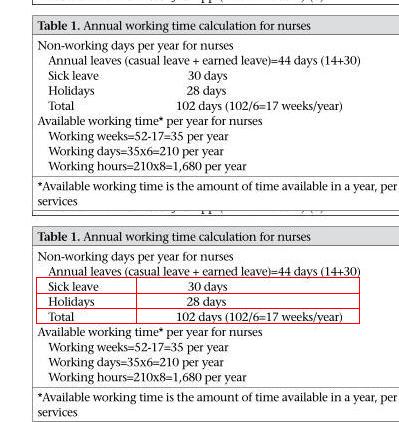 Table 1. Annual working time calculation for nurses
Non-working days per year for nurses
Annual leaves (casual leave + earned leave)=44 days (14+30)
Sick leave 30 days
Holidays 28 days
Total 102 days (102/6=17 weeks/year)
Available working time* per year for nurses
Working weeks=52-17=35 per year
Working days=35x6=210 per year
Working hours=210x8=1,680 per year
*Available working time is the amount of time available in a year, per
services
Table 1. Annual working time calculation for nurses
Non-working days per year for nurses
Annual leaves (casual leave + earned leave)=44 days (14+30)
Sick leave 30 days
Holidays 28 days
Total 102 days (102/6=17 weeks/year)
Available working time* per year for nurses
Working weeks=52-17=35 per year
Working days=35x6=210 per year
Working hours=210x8=1,680 per year
*Available working time is the amount of time available in a year, per
services